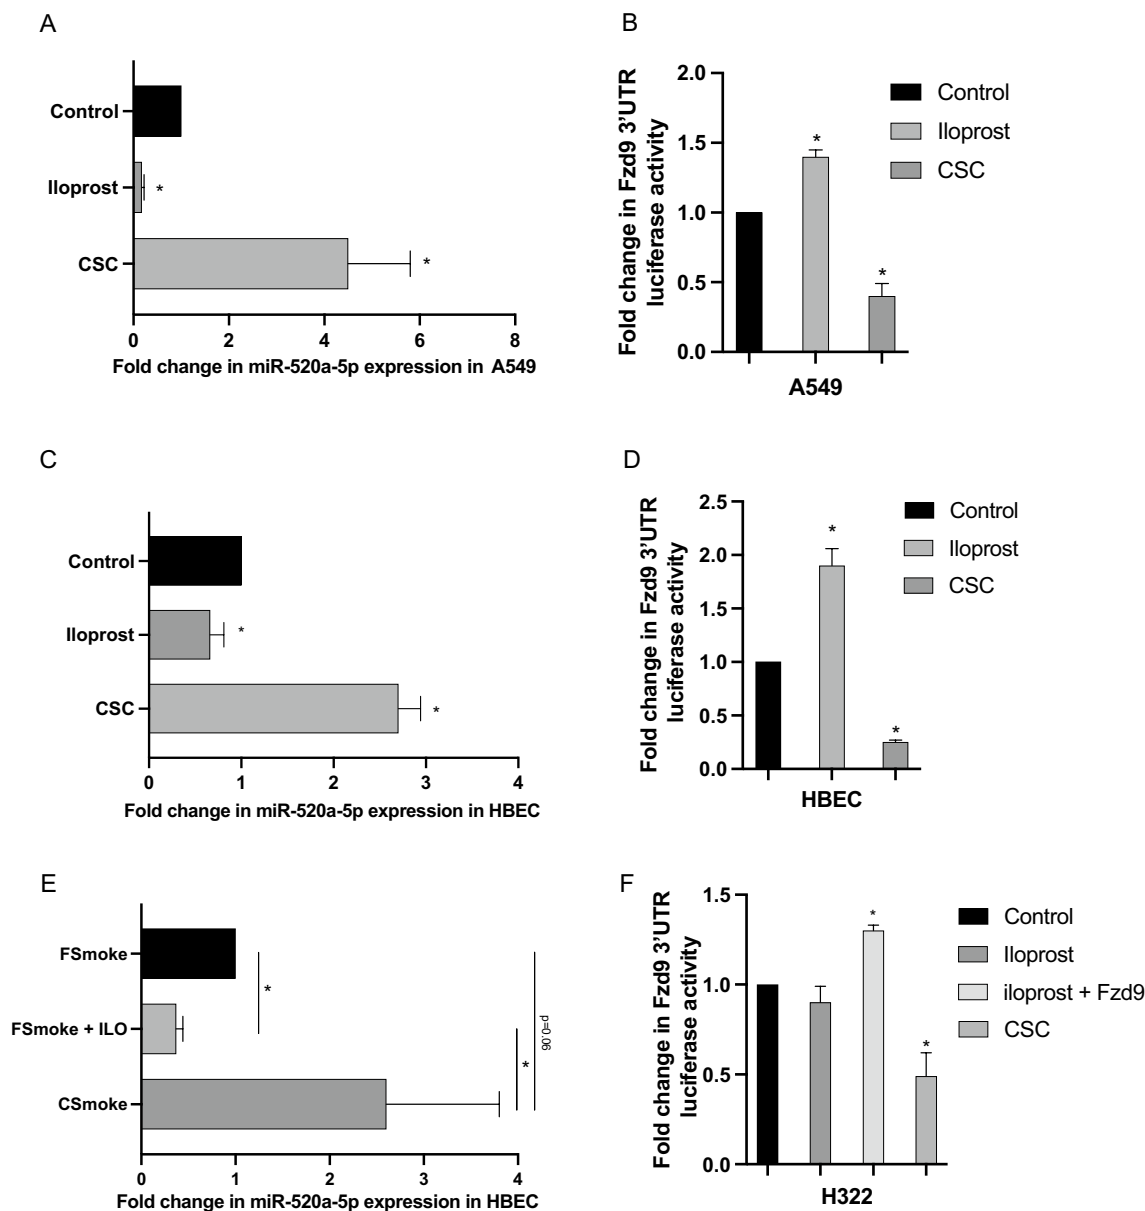 A
Control
Iloprost
*
CSC
*
0 2 4 6 8
Fold change in miR-520a-5p expression in A549
B
Fold change in Fzd9 3'UTR
luciferase activity
2.0
1.5
1.0
0.5
0.0
*
*
A549
Control
Iloprost
CSC
C
Control
Iloprost
*
CSC
*
0 1 2 3 4
Fold change in miR-520a-5p expression in HBEC
D
Fold change in Fzd9 3'UTR
luciferase activity
2.5
2.0
1.5
1.0
0.5
0.0
*
*
HBEC
Control
Iloprost
CSC
E
FSmoke
FSmoke + ILO
CSmoke
*
*
p=0.06
0 1 2 3 4
Fold change in miR-520a-5p expression in HBEC
F
Fold change in Fzd9 3'UTR
luciferase activity
1.5
1.0
0.5
0.0
*
*
H322
Control
Iloprost
iloprost + Fzd9
CSC